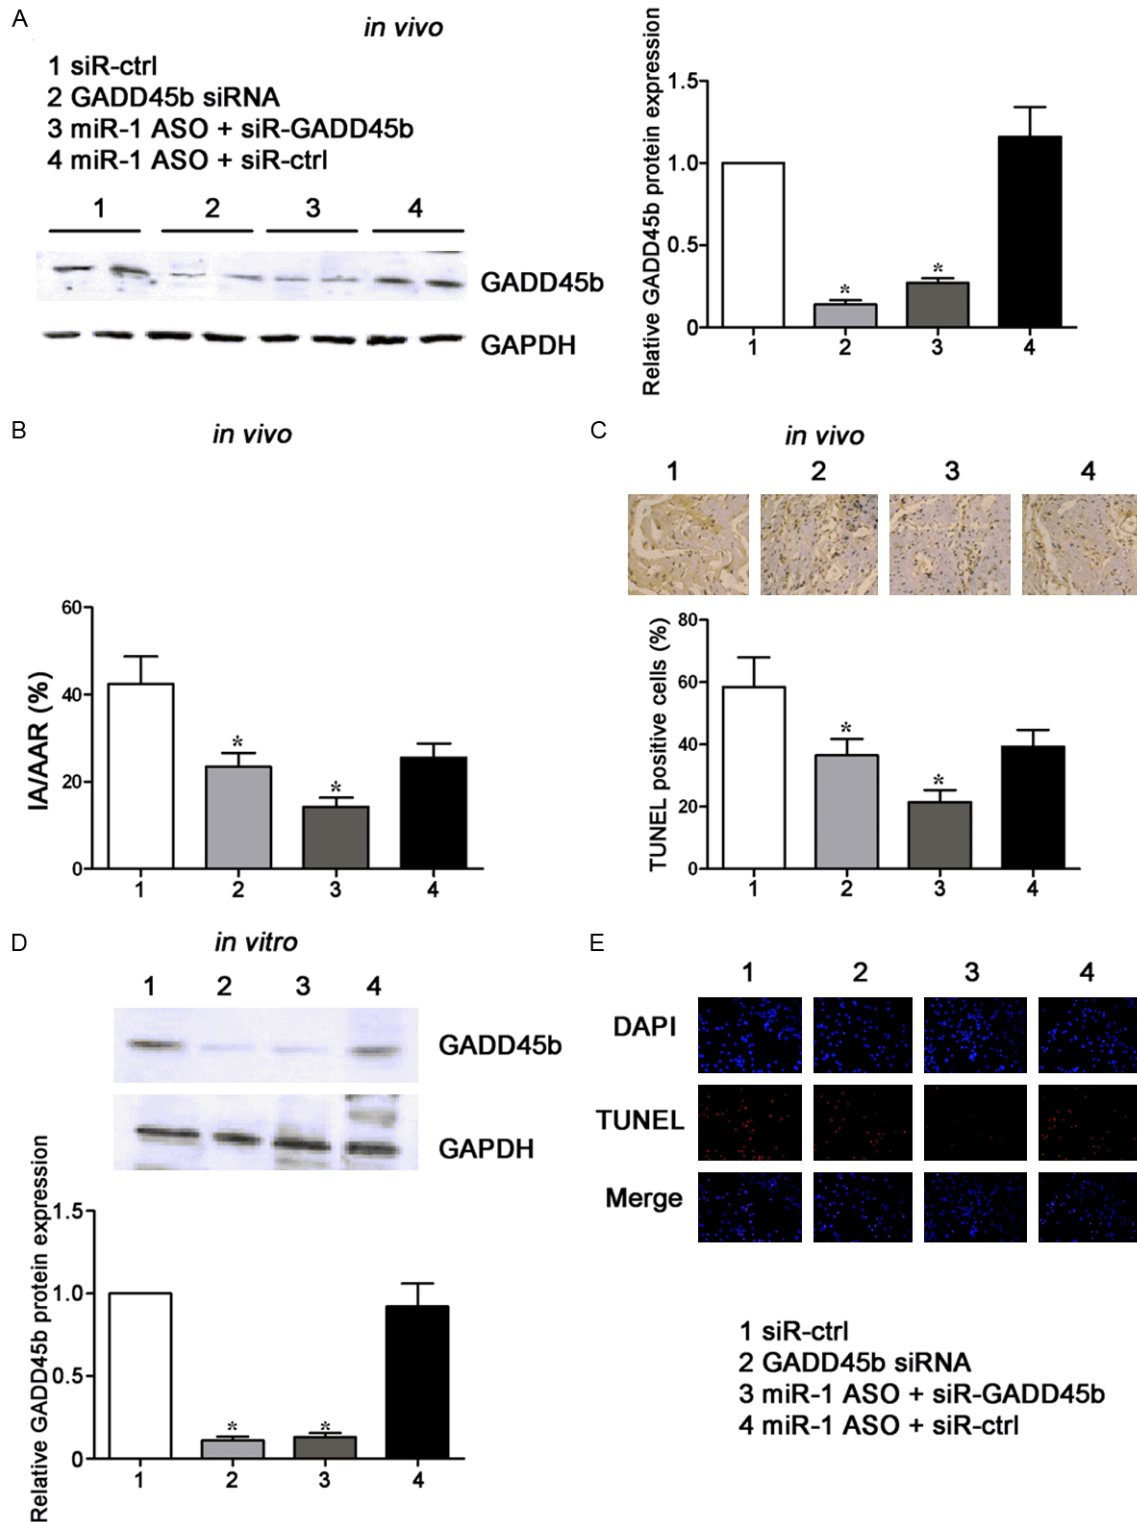 A
in vivo
1 siR-ctrl
2 GADD45b siRNA
3 miR-1 ASO + siR-GADD45b
4 miR-1 ASO + siR-ctrl
1 2 3 4
GADD45b
GAPDH
Relative GADD45b protein expression
1.5
1.0
0.5
0
* *
1 2 3 4
B
in vivo
IA/AAR (%)
60
40
20
0
* *
1 2 3 4
C
in vivo
1 2 3 4
TUNEL positive cells (%)
80
60
40
20
0
* *
1 2 3 4
D
in vitro
1 2 3 4
GADD45b
GAPDH
Relative GADD45b protein expression
1.5
1.0
0.5
0
* *
1 2 3 4
E
1 2 3 4
DAPI
TUNEL
Merge
1 siR-ctrl
2 GADD45b siRNA
3 miR-1 ASO + siR-GADD45b
4 miR-1 ASO + siR-ctrl